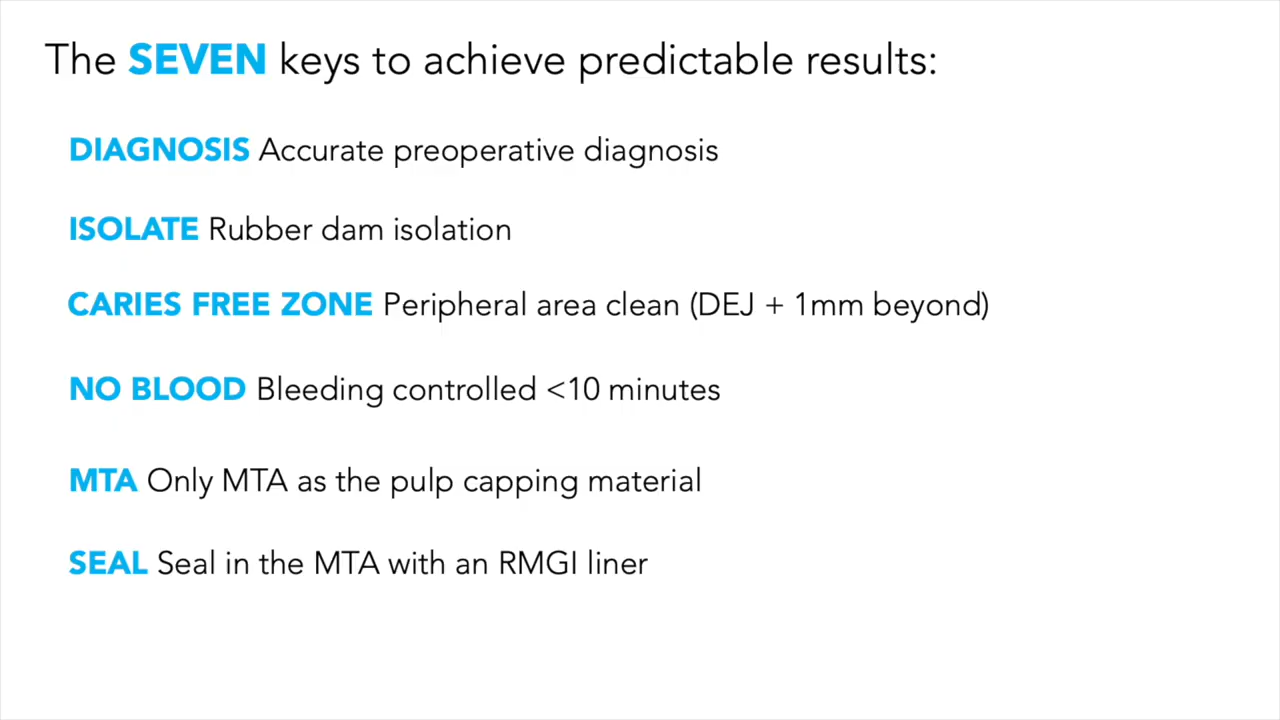 The SEVEN keys to achieve predictable results:
DIAGNOSIS Accurate preoperative diagnosis
ISOLATE Rubber dam isolation
CARIES FREE ZONE Peripheral area clean (DEJ + 1mm beyond)
NO BLOOD Bleeding controlled <10 minutes
MTA Only MTA as the pulp capping material
SEAL Seal in the MTA with an RMGI liner